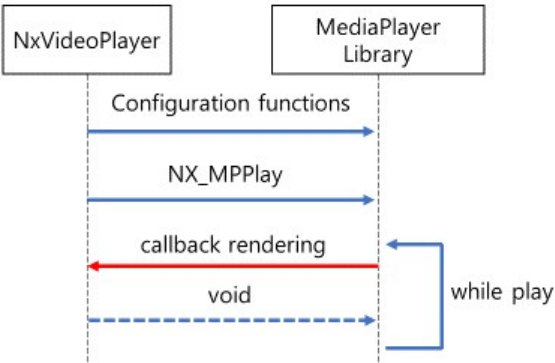 NxVideoPlayer
MediaPlayer
Library
Configuration functions
NX_MPPlay
callback rendering
void
while play